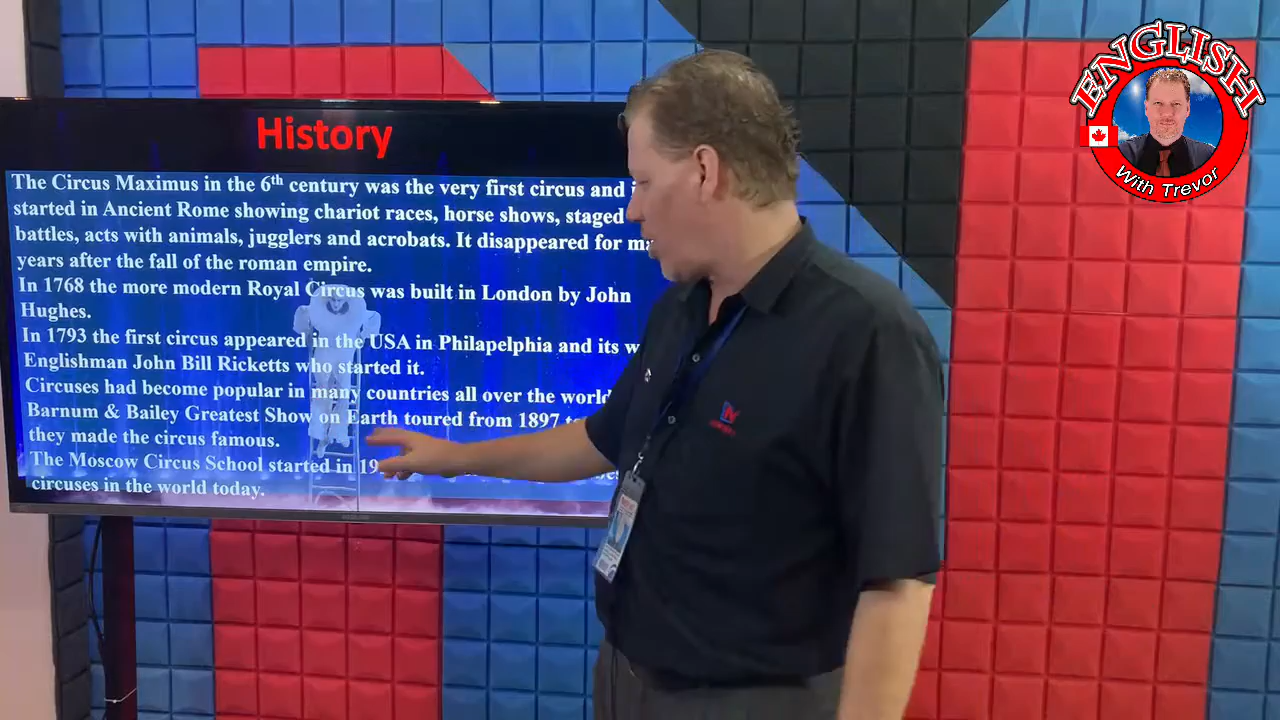 History
The Circus Maximus in the 6th century was the very first circus and
started in Ancient Rome showing chariot races, horse shows, staged
battles, acts with animals, jugglers and acrobats. It disappeared for
years after the fall of the roman empire.
In 1768 the more modern Royal Circus was built in London by John
Hughes.
In 1793 the first circus appeared in the USA in Philapelphia and its
Englishman John Bill Ricketts who started it.
Circuses had become popular in many countries all over the world
Barnum & Bailey Greatest Show on Earth toured from 1897
they made the circus famous.
The Moscow Circus School started in
circuses in the world today.
ENGLISH
With Trevor